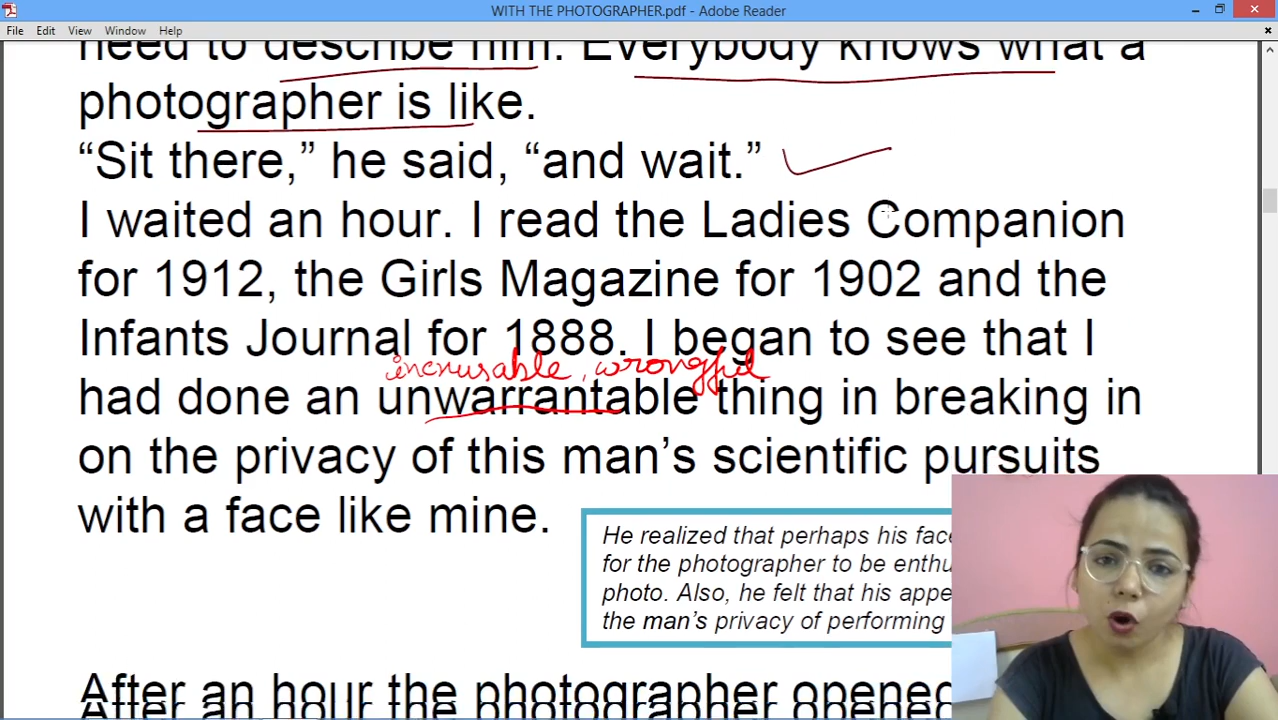 WITH THE PHOTOGRAPHER.pdf - Adobe Reader
File Edit View Window Help
need to describe him. Everybody knows what a
photographer is like.
“Sit there,” he said, “and wait.”
I waited an hour. I read the Ladies Companion
for 1912, the Girls Magazine for 1902 and the
Infants Journal for 1888. I began to see that I
incrusable, wrongful
had done an unwarrantable thing in breaking in
on the privacy of this man’s scientific pursuits
with a face like mine.
He realized that perhaps his face
for the photographer to be
photo. Also, he felt that his
the man’s privacy of performing
After an hour the photographer opened